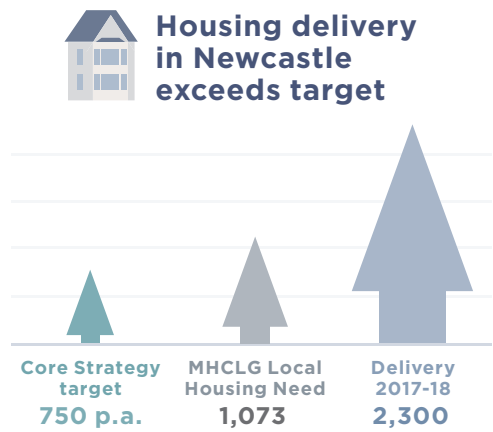 Housing delivery
in Newcastle
exceeds target
Core Strategy
target
750 p.a.
MHCLG Local
Housing Need
1,073
Delivery
2017-18
2,300